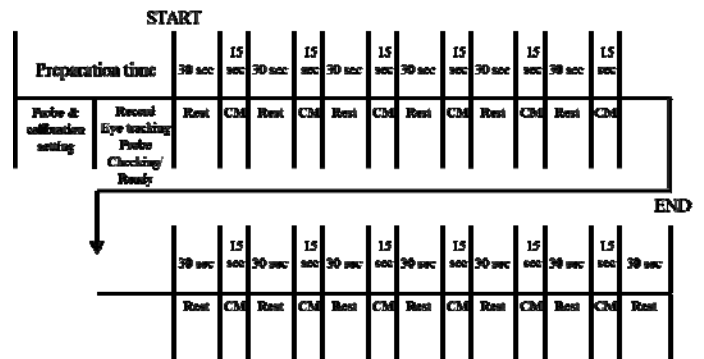 START
Preparation time 30 sec 15 sec 30 sec 15 sec 30 sec 15 sec 30 sec 15 sec 30 sec 15 sec 30 sec 15 sec
Probe & calibration setting
Record Eye tracking Probe Checking/ Ready
Rest CM Rest CM Rest CM Rest CM Rest CM Rest CM
END
30 sec 15 sec 30 sec 15 sec 30 sec 15 sec 30 sec 15 sec 30 sec 15 sec 30 sec 15 sec 30 sec
Rest CM Rest CM Rest CM Rest CM Rest CM Rest CM Rest